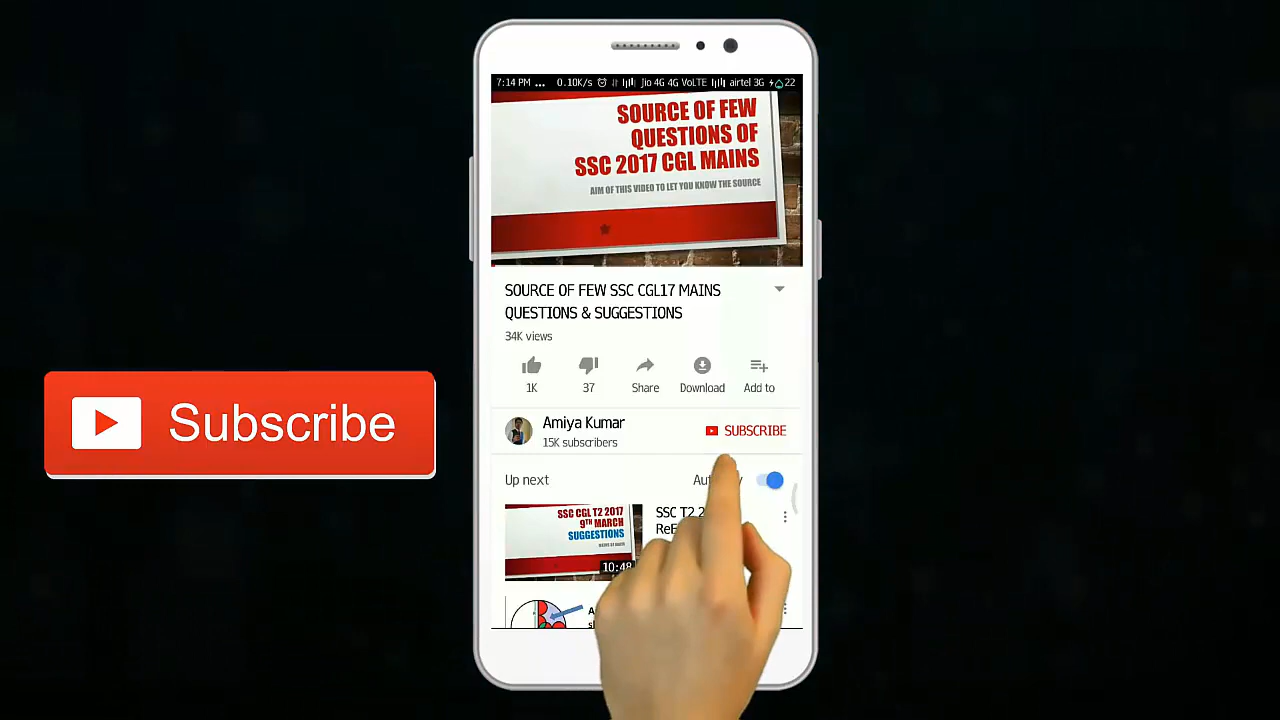 7:14 PM ... 0.10K/s Jio 4G 4G VoLTE airtel 3G 22
SOURCE OF FEW
QUESTIONS OF
SSC 2017 CGL MAINS
AIM OF THIS VIDEO TO LET YOU KNOW THE SOURCE
SOURCE OF FEW SSC CGL17 MAINS
QUESTIONS & SUGGESTIONS
34K views
1K 37 Share Download Add to
Subscribe
Amiya Kumar
15K subscribers
SUBSCRIBE
Up next
SSC CGL T2 2017
9TH MARCH
SUGGESTIONS
10:48
SSC T2 2